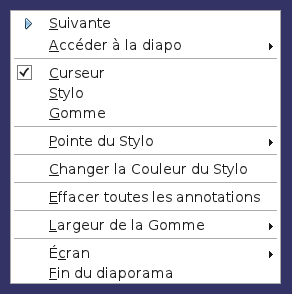 Suivante
Accéder à la diapo
Curseur
Stylo
Gomme
Pointe du Stylo
Changer la Couleur du Stylo
Effacer toutes les annotations
Largeur de la Gomme
Écran
Fin du diaporama